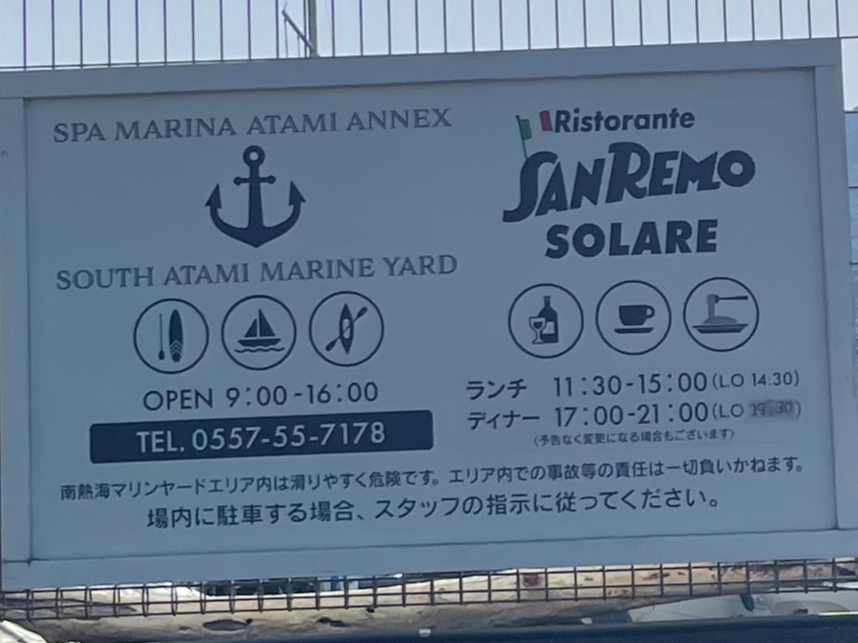 SPA MARINA ATAMI ANNEX
SOUTH ATAMI MARINE YARD
OPEN 9:00-16:00
TEL. 0557-55-7178
Ristorante
SANREMO
SOLARE
ランチ 11:30-15:00(LO 14:30)
ディナー 17:00-21:00(LO
(予告なく変更になる場合もございます)
南熱海マリンヤードエリア内は滑りやすく危険です。エリア内での事故等の責任は一切負いかねます。
場内に駐車する場合、スタッフの指示に従ってください。